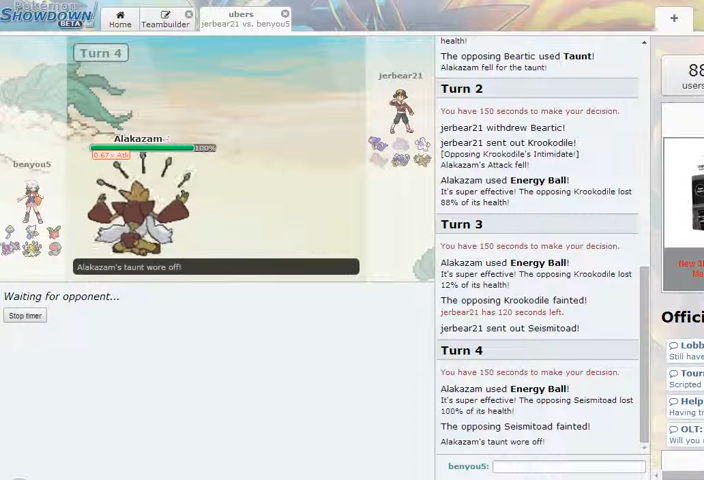 Pokémon
SHOWDOWN
BETA
Home
Teambuilder
ubers
jerbear21 vs. benyou5
+
Turn 4
jerbear21
Alakazam
100%
0.67x Atk
benyou5
Alakazam's taunt wore off!
Waiting for opponent...
Stop timer
health!
The opposing Beartic used Taunt!
Alakazam fell for the taunt!
Turn 2
You have 150 seconds to make your decision.
jerbear21 withdrew Beartic!
jerbear21 sent out Krookodile!
[Opposing Krookodile's Intimidate!]
Alakazam's Attack fell!
Alakazam used Energy Ball!
It's super effective! The opposing Krookodile lost
88% of its health!
Turn 3
You have 150 seconds to make your decision.
Alakazam used Energy Ball!
It's super effective! The opposing Krookodile lost
12% of its health!
The opposing Krookodile fainted!
jerbear21 has 120 seconds left.
jerbear21 sent out Seismitoad!
Turn 4
You have 150 seconds to make your decision.
Alakazam used Energy Ball!
It's super effective! The opposing Seismitoad lost
100% of its health!
The opposing Seismitoad fainted!
Alakazam's taunt wore off!
benyou5:
88
users
New 3
Offici
Lobb
Still have
Tour
Scripted
Help
Having tr
OLT:
Will you